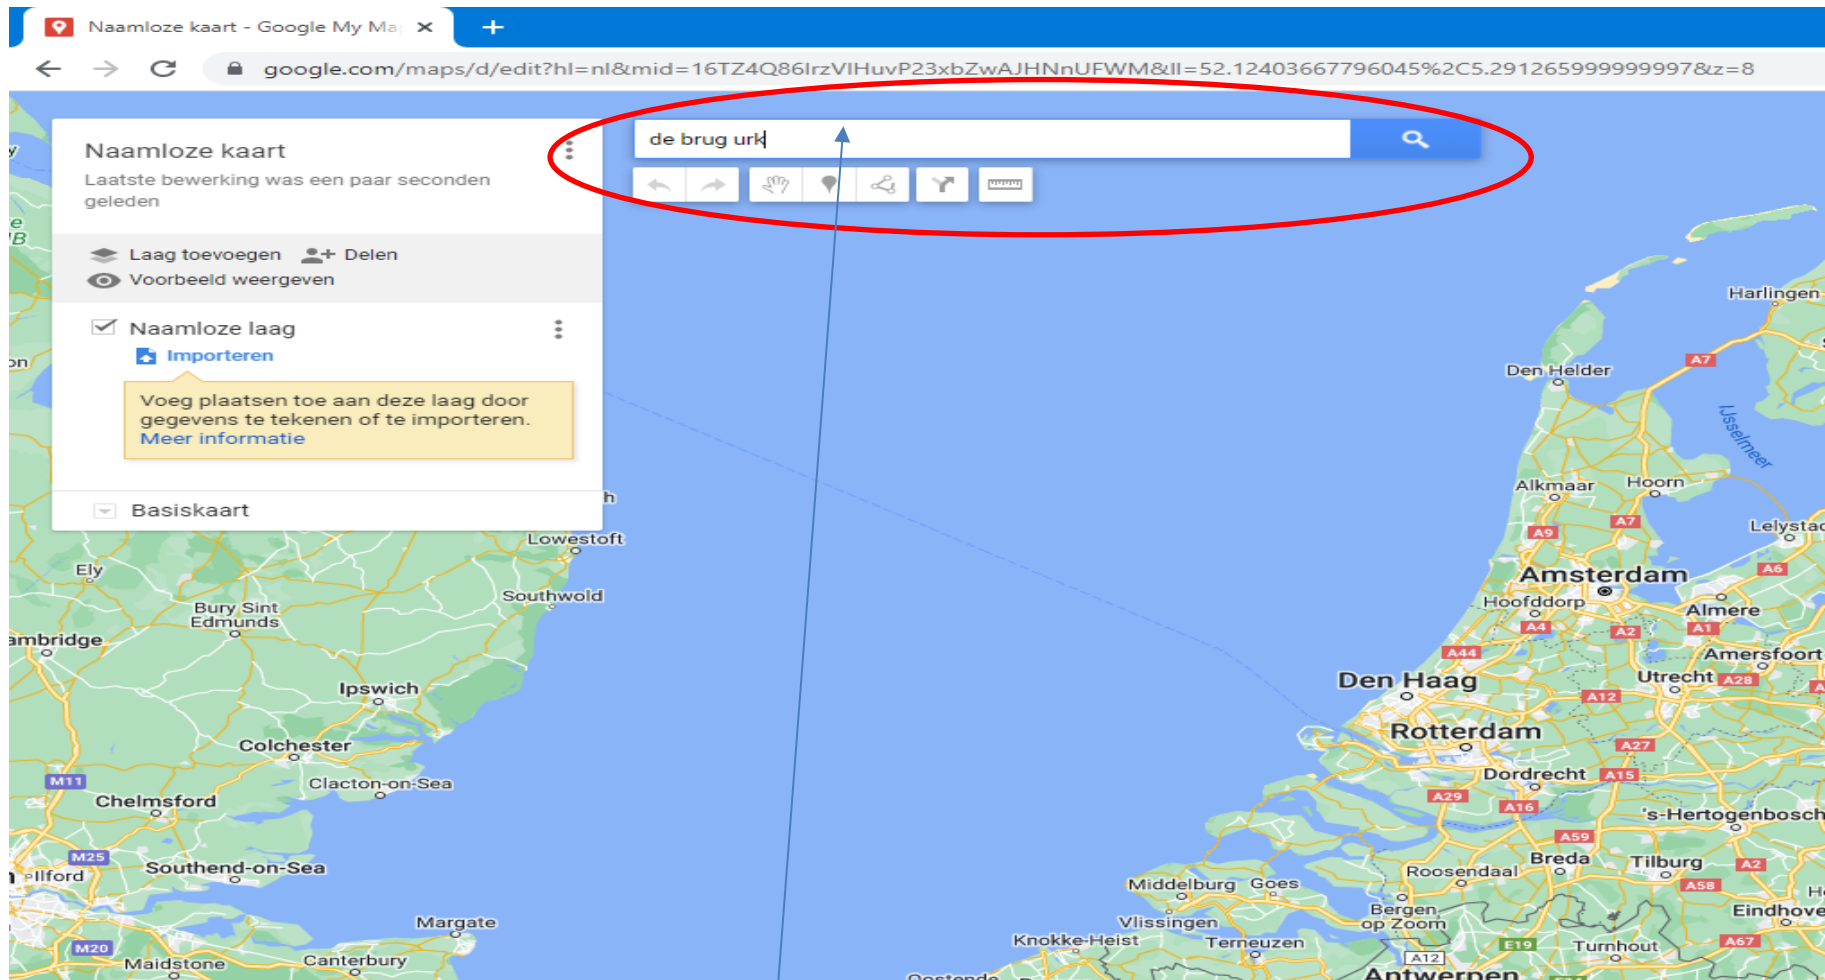 Naamloze kaart - Google My Ma
google.com/maps/d/edit?hl=nl&mid=16TZ4Q86IrzVIHuvP23xbZwAJHNnUFWM&ll=52.12403667796045%2C5.291265999999997&z=8
de brug urk
Naamloze kaart
Laatste bewerking was een paar seconden
geleden
Laag toevoegen
Delen
Voorbeeld weergeven
Naamloze laag
Importeren
Voeg plaatsen toe aan deze laag door
gegevens te tekenen of te importeren.
Meer informatie
Basiskaart
Harlingen
A7
Den Helder
IJsselmeer
Alkmaar
Hoorn
A7
A9
Lelystad
Lowestoft
Ely
Amsterdam
A6
Southwold
Bury Sint
Edmunds
Hoofddorp
Almere
A4
A2
A1
ambridge
A44
Amersfoort
Ipswich
Den Haag
Utrecht
A28
A12
Rotterdam
Colchester
A27
M11
Clacton-on-Sea
Dordrecht
A15
Chelmsford
A29
A16
's-Hertogenbosch
A59
M25
Ilford
Southend-on-Sea
Breda
Tilburg
A2
Roosendaal
A58
Middelburg
Goes
Bergen
op Zoom
Eindhove
Margate
Vlissingen
Knokke-Heist
Terneuzen
E19
Turnhout
A67
M20
Maidstone
Canterbury
A12
Oostende
Antwerpen